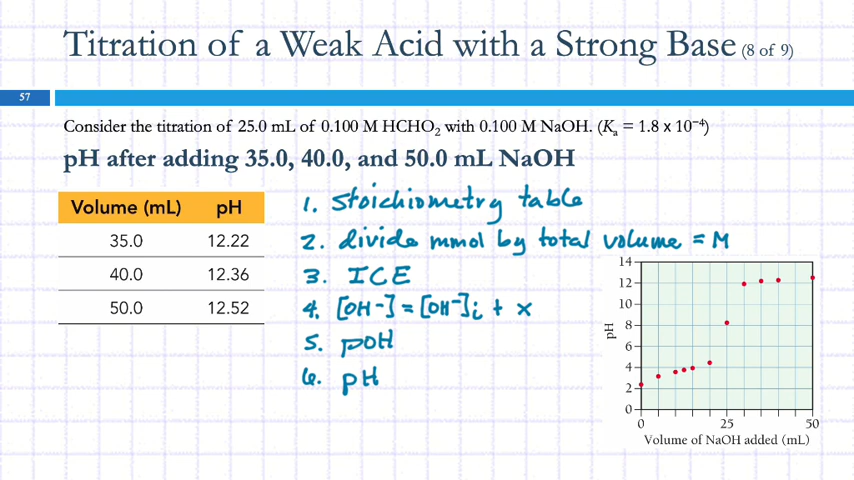 Titration of a Weak Acid with a Strong Base (8 of 9)
57
Consider the titration of 25.0 mL of 0.100 M HCHO₂ with 0.100 M NaOH. (Kₐ = 1.8 x 10⁻⁴)
pH after adding 35.0, 40.0, and 50.0 mL NaOH
Volume (mL) pH
35.0 12.22
40.0 12.36
50.0 12.52
1. stoichiometry table
2. divide mmol by total volume = M
3. ICE
4. [OH⁻] = [OH⁻]i + x
5. pOH
6. pH
14
12
10
8
6
4
2
0
pH
0 25 50
Volume of NaOH added (mL)